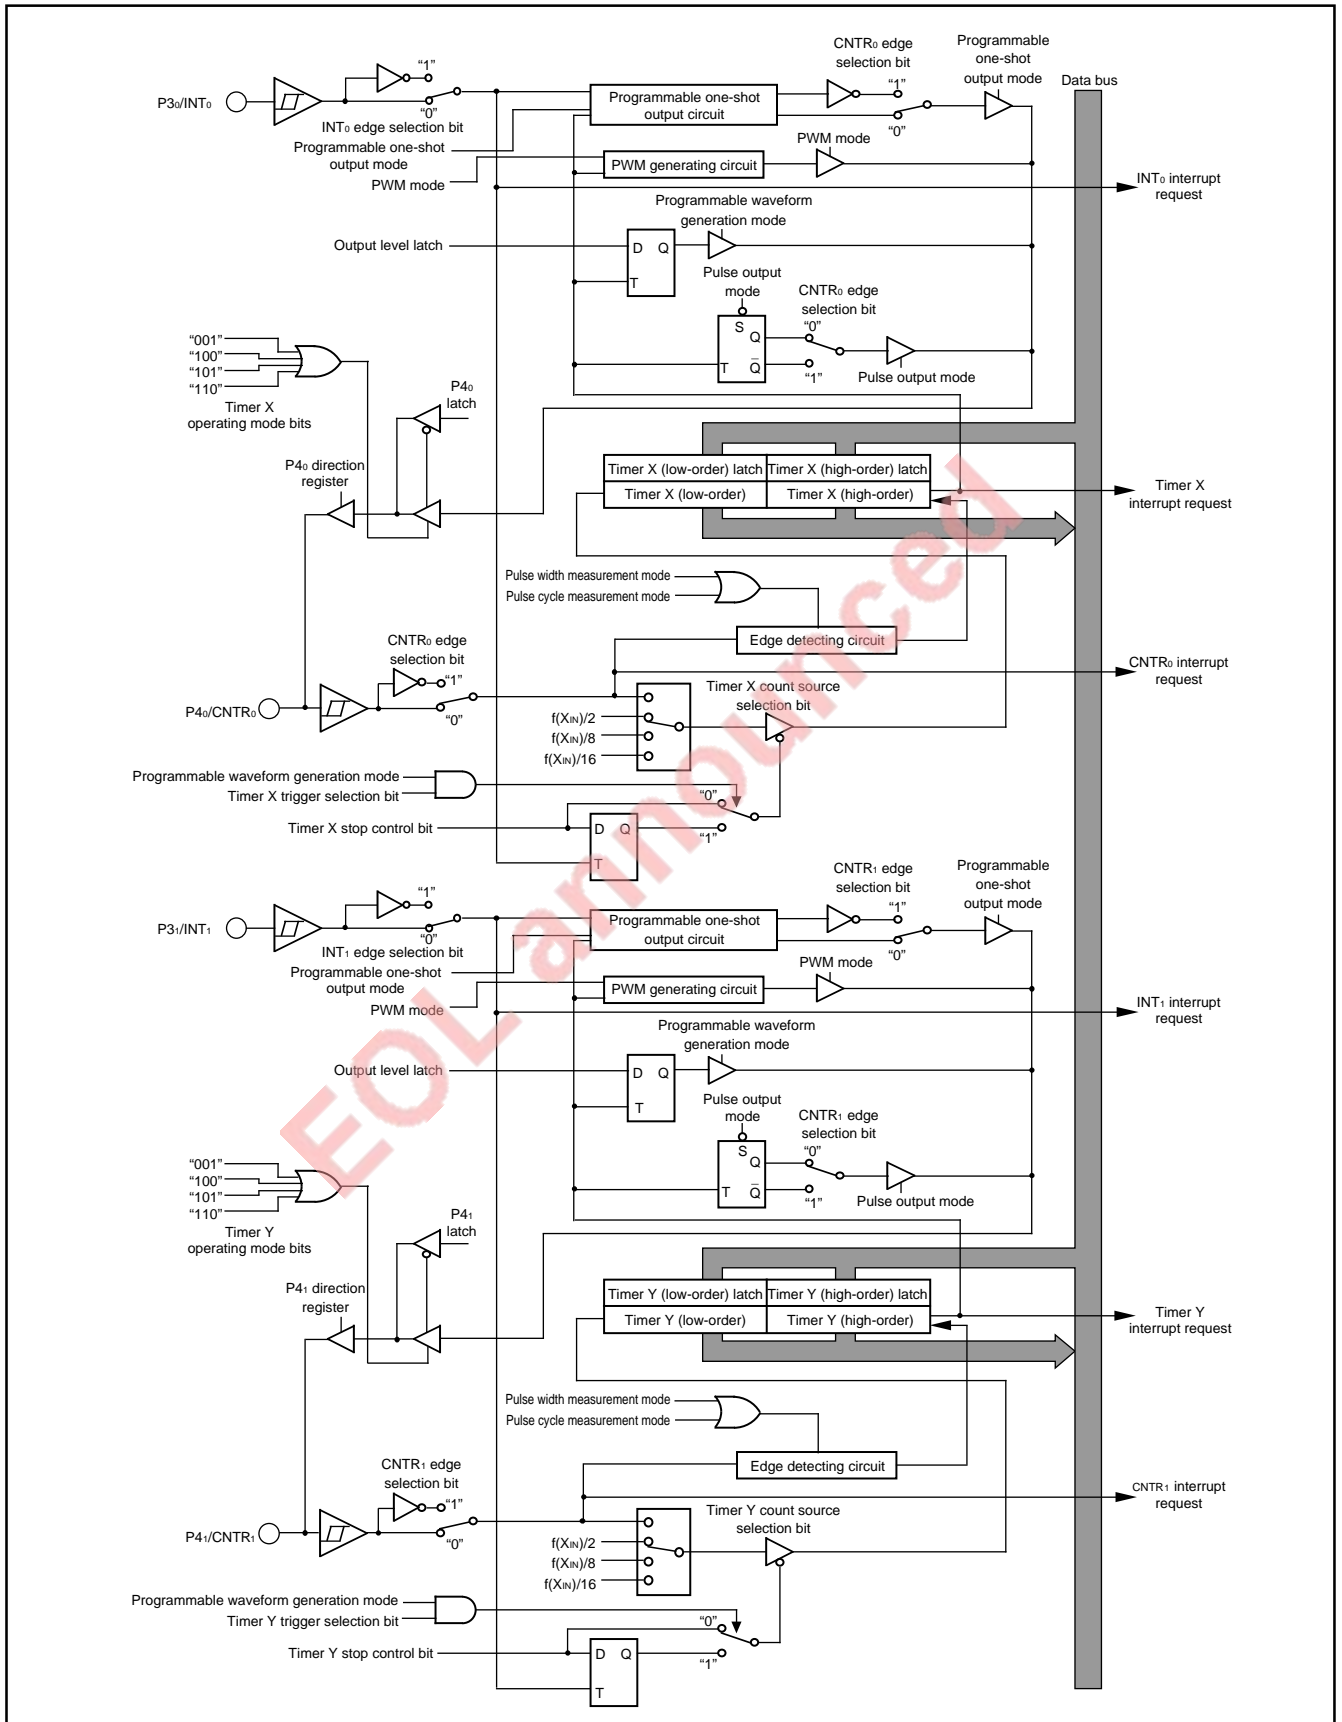 CNTR₀ edge
selection bit
Programmable
one-shot
output mode
Data bus
P3₀/INT₀
“1”
“0”
INT₀ edge selection bit
Programmable one-shot
output circuit
“1”
“0”
Programmable one-shot
output mode
PWM mode
PWM generating circuit
PWM mode
INT₀ interrupt
request
Programmable waveform
generation mode
Output level latch
D Q
T
Pulse output
mode
CNTR₀ edge
selection bit
S
Q
T Q̅
“0”
“1”
Pulse output mode
“001”
“100”
“101”
“110”
Timer X
operating mode bits
P4₀
latch
P4₀ direction
register
Timer X (low-order) latch
Timer X (high-order) latch
Timer X (low-order)
Timer X (high-order)
Timer X
interrupt request
Pulse width measurement mode
Pulse cycle measurement mode
Edge detecting circuit
CNTR₀ interrupt
request
CNTR₀ edge
selection bit
“1”
“0”
P4₀/CNTR₀
Timer X count source
selection bit
f(XIN)/2
f(XIN)/8
f(XIN)/16
Programmable waveform generation mode
Timer X trigger selection bit
Timer X stop control bit
“0”
“1”
D Q
T
EOL announced
CNTR₁ edge
selection bit
Programmable
one-shot
output mode
P3₁/INT₁
“1”
“0”
INT₁ edge selection bit
Programmable one-shot
output circuit
“1”
“0”
Programmable one-shot
output mode
PWM mode
PWM generating circuit
PWM mode
INT₁ interrupt
request
Programmable waveform
generation mode
Output level latch
D Q
T
Pulse output
mode
CNTR₁ edge
selection bit
S
Q
T Q̅
“0”
“1”
Pulse output mode
“001”
“100”
“101”
“110”
Timer Y
operating mode bits
P4₁
latch
P4₁ direction
register
Timer Y (low-order) latch
Timer Y (high-order) latch
Timer Y (low-order)
Timer Y (high-order)
Timer Y
interrupt request
Pulse width measurement mode
Pulse cycle measurement mode
Edge detecting circuit
CNTR₁ interrupt
request
CNTR₁ edge
selection bit
“1”
“0”
P4₁/CNTR₁
Timer Y count source
selection bit
f(XIN)/2
f(XIN)/8
f(XIN)/16
Programmable waveform generation mode
Timer Y trigger selection bit
Timer Y stop control bit
“0”
“1”
D Q
T